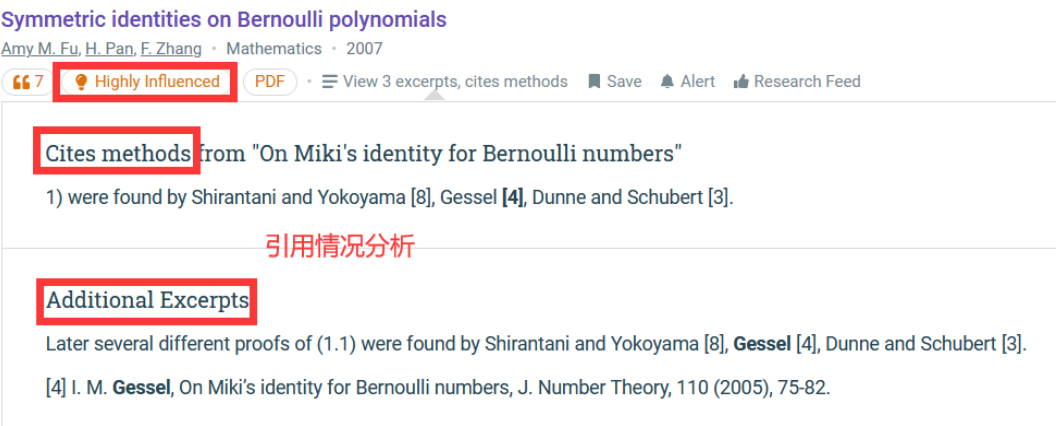 Symmetric identities on Bernoulli polynomials
Amy M. Fu, H. Pan, F. Zhang • Mathematics • 2007
7 Highly Influenced PDF • View 3 excerpts, cites methods Save Alert Research Feed
Cites methods from "On Miki's identity for Bernoulli numbers"
1) were found by Shirantani and Yokoyama [8], Gessel [4], Dunne and Schubert [3].
引用情况分析
Additional Excerpts
Later several different proofs of (1.1) were found by Shirantani and Yokoyama [8], Gessel [4], Dunne and Schubert [3].
[4] I. M. Gessel, On Miki’s identity for Bernoulli numbers, J. Number Theory, 110 (2005), 75-82.